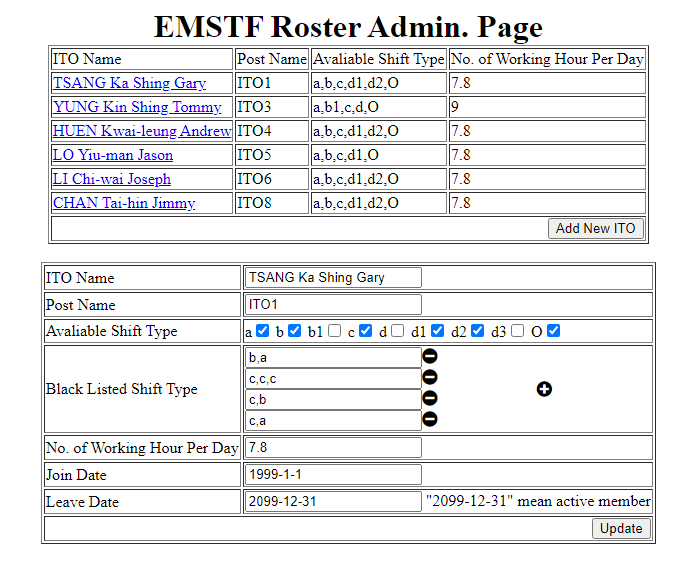 EMSTF Roster Admin. Page
ITO Name Post Name Avaliable Shift Type No. of Working Hour Per Day
TSANG Ka Shing Gary ITO1 a,b,c,d1,d2,O 7.8
YUNG Kin Shing Tommy ITO3 a,b1,c,d,O 9
HUEN Kwai-leung Andrew ITO4 a,b,c,d1,d2,O 7.8
LO Yiu-man Jason ITO5 a,b,c,d1,O 7.8
LI Chi-wai Joseph ITO6 a,b,c,d1,d2,O 7.8
CHAN Tai-hin Jimmy ITO8 a,b,c,d1,d2,O 7.8
Add New ITO
ITO Name TSANG Ka Shing Gary
Post Name ITO1
Avaliable Shift Type a b b1 c d d1 d2 d3 O
Black Listed Shift Type
b,a
c,c,c
c,b
c,a
No. of Working Hour Per Day 7.8
Join Date 1999-1-1
Leave Date 2099-12-31 "2099-12-31" mean active member
Update